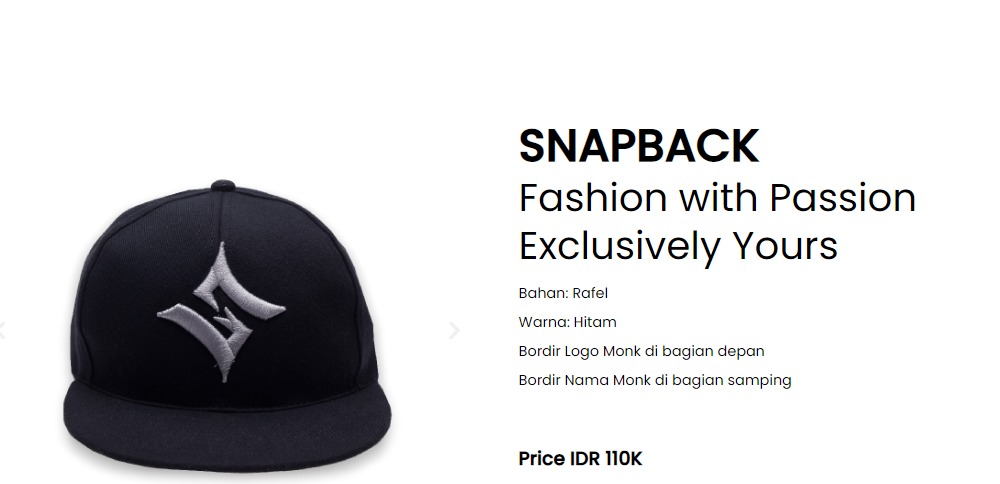 SNAPBACK
Fashion with Passion
Exclusively Yours
Bahan: Rafel
Warna: Hitam
Bordir Logo Monk di bagian depan
Bordir Nama Monk di bagian samping
Price IDR 110K